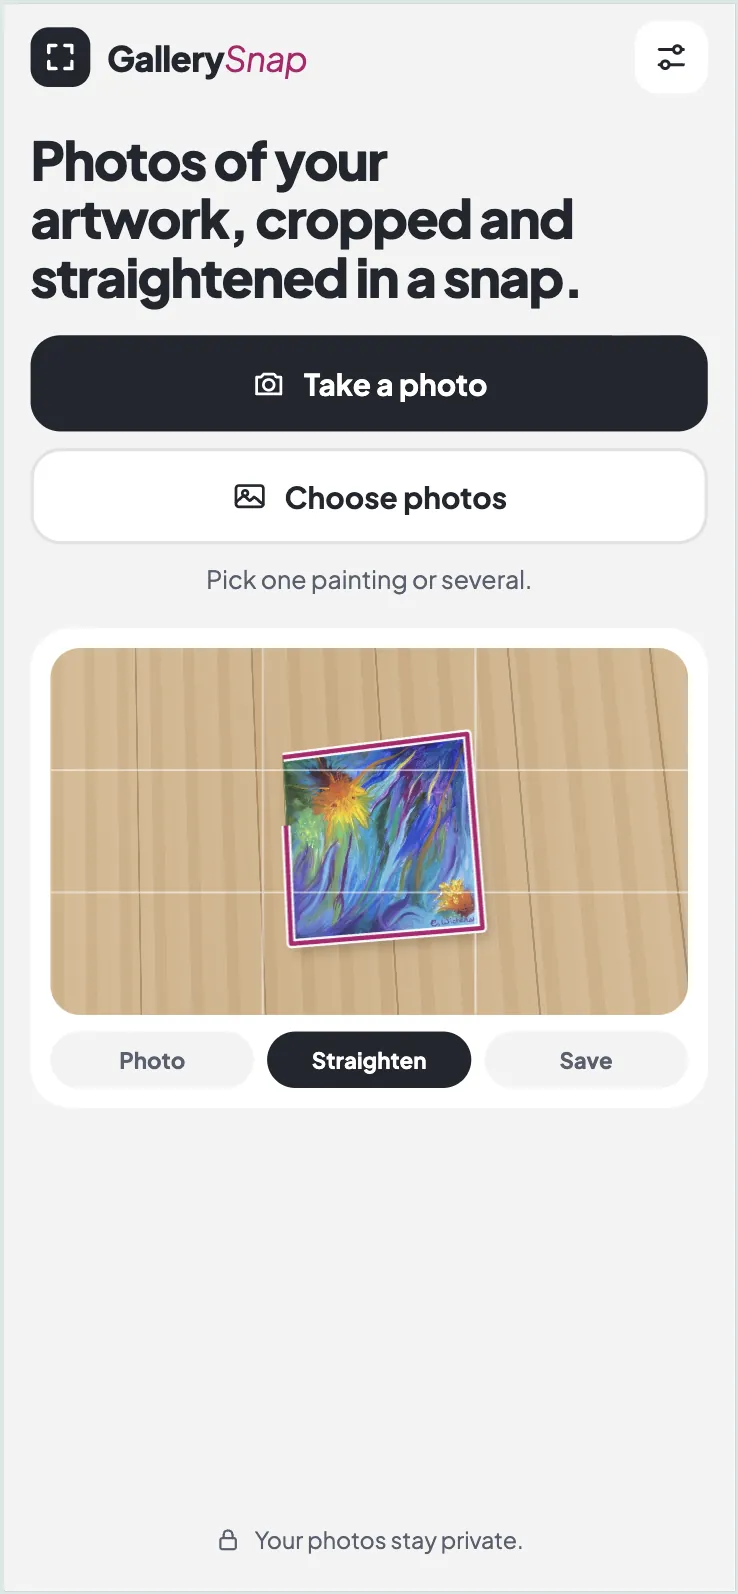 GallerySnap
Photos of your
artwork, cropped and
straightened in a snap.
Take a photo
Choose photos
Pick one painting or several.
Photo
Straighten
Save
Your photos stay private.